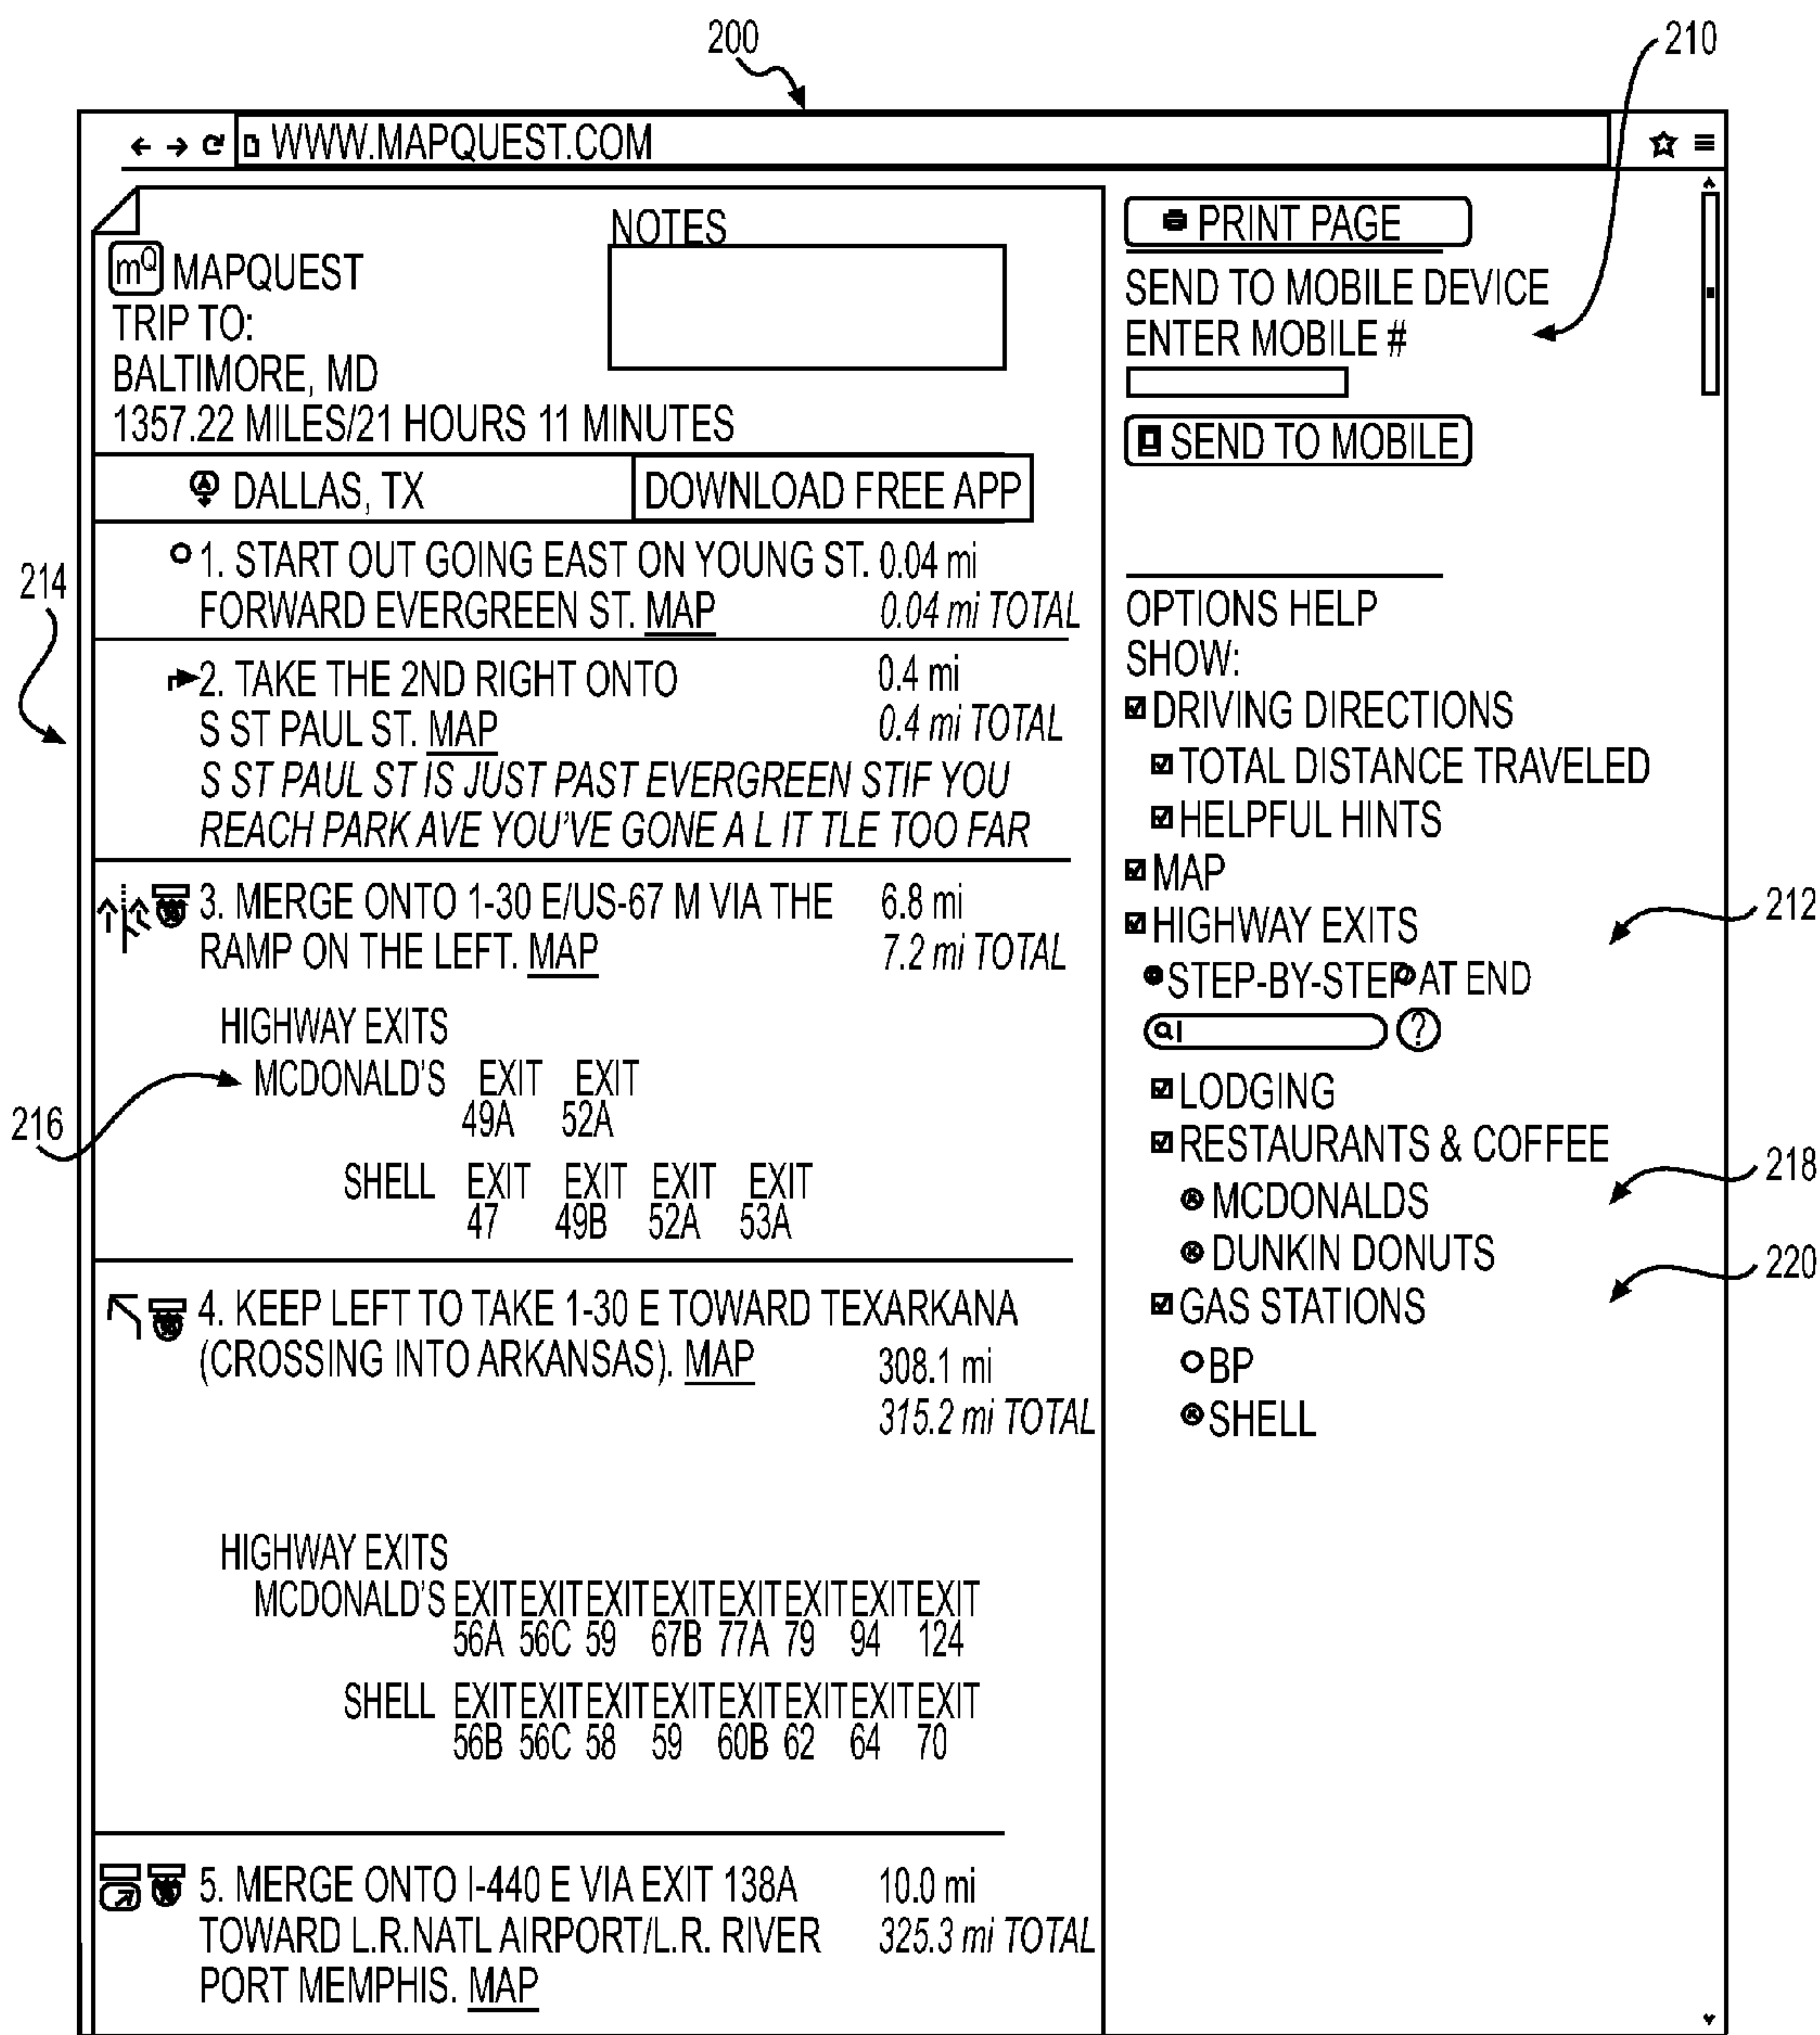 200
210
WWW.MAPQUEST.COM
NOTES
mQ MAPQUEST
TRIP TO:
BALTIMORE, MD
1357.22 MILES/21 HOURS 11 MINUTES
DALLAS, TX
DOWNLOAD FREE APP
214
1. START OUT GOING EAST ON YOUNG ST. 0.04 mi
FORWARD EVERGREEN ST. MAP 0.04 mi TOTAL
2. TAKE THE 2ND RIGHT ONTO 0.4 mi
S ST PAUL ST. MAP 0.4 mi TOTAL
S ST PAUL ST IS JUST PAST EVERGREEN STIF YOU
REACH PARK AVE YOU'VE GONE A L IT TLE TOO FAR
3. MERGE ONTO 1-30 E/US-67 M VIA THE 6.8 mi
RAMP ON THE LEFT. MAP 7.2 mi TOTAL
HIGHWAY EXITS
216
MCDONALD'S EXIT EXIT
49A 52A
SHELL EXIT EXIT EXIT EXIT
47 49B 52A 53A
4. KEEP LEFT TO TAKE 1-30 E TOWARD TEXARKANA
(CROSSING INTO ARKANSAS). MAP 308.1 mi
315.2 mi TOTAL
HIGHWAY EXITS
MCDONALD'S EXIT EXIT EXIT EXIT EXIT EXIT EXIT EXIT
56A 56C 59 67B 77A 79 94 124
SHELL EXIT EXIT EXIT EXIT EXIT EXIT EXIT EXIT
56B 56C 58 59 60B 62 64 70
5. MERGE ONTO I-440 E VIA EXIT 138A 10.0 mi
TOWARD L.R.NATL AIRPORT/L.R. RIVER 325.3 mi TOTAL
PORT MEMPHIS. MAP
PRINT PAGE
SEND TO MOBILE DEVICE
ENTER MOBILE #
SEND TO MOBILE
OPTIONS HELP
SHOW:
DRIVING DIRECTIONS
TOTAL DISTANCE TRAVELED
HELPFUL HINTS
MAP
HIGHWAY EXITS
212
STEP-BY-STEP AT END
?
LODGING
RESTAURANTS & COFFEE
218
MCDONALDS
DUNKIN DONUTS
220
GAS STATIONS
BP
SHELL